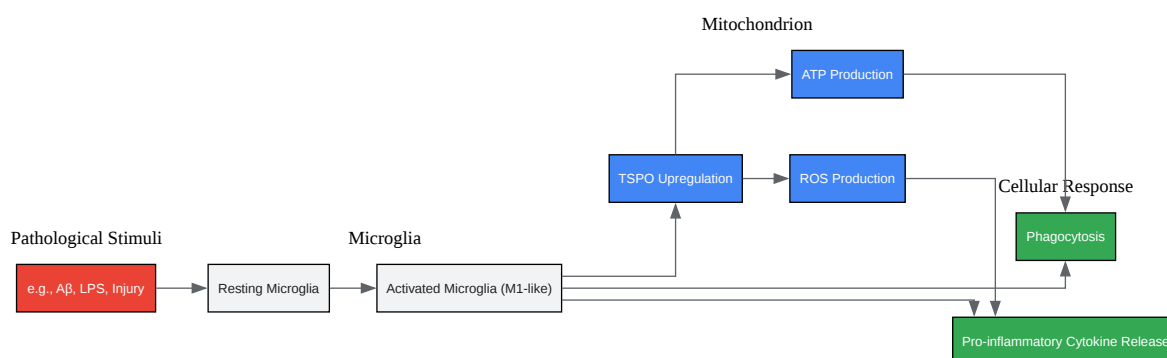 Mitochondrion
ATP Production
TSPO Upregulation
ROS Production
Cellular Response
Phagocytosis
Pathological Stimuli
Microglia
e.g., Aβ, LPS, Injury
Resting Microglia
Activated Microglia (M1-like)
Pro-inflammatory Cytokine Release